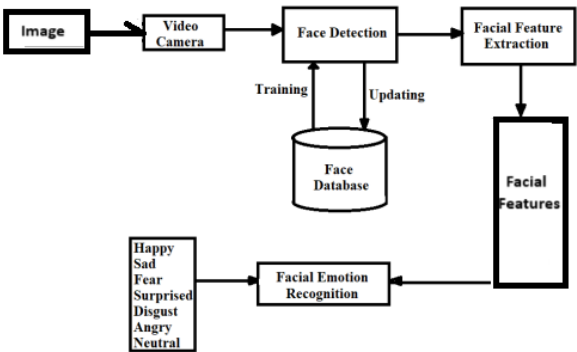 Image
Video
Camera
Face Detection
Facial Feature
Extraction
Training
Updating
Face
Database
Facial
Features
Happy
Sad
Fear
Surprised
Disgust
Angry
Neutral
Facial Emotion
Recognition